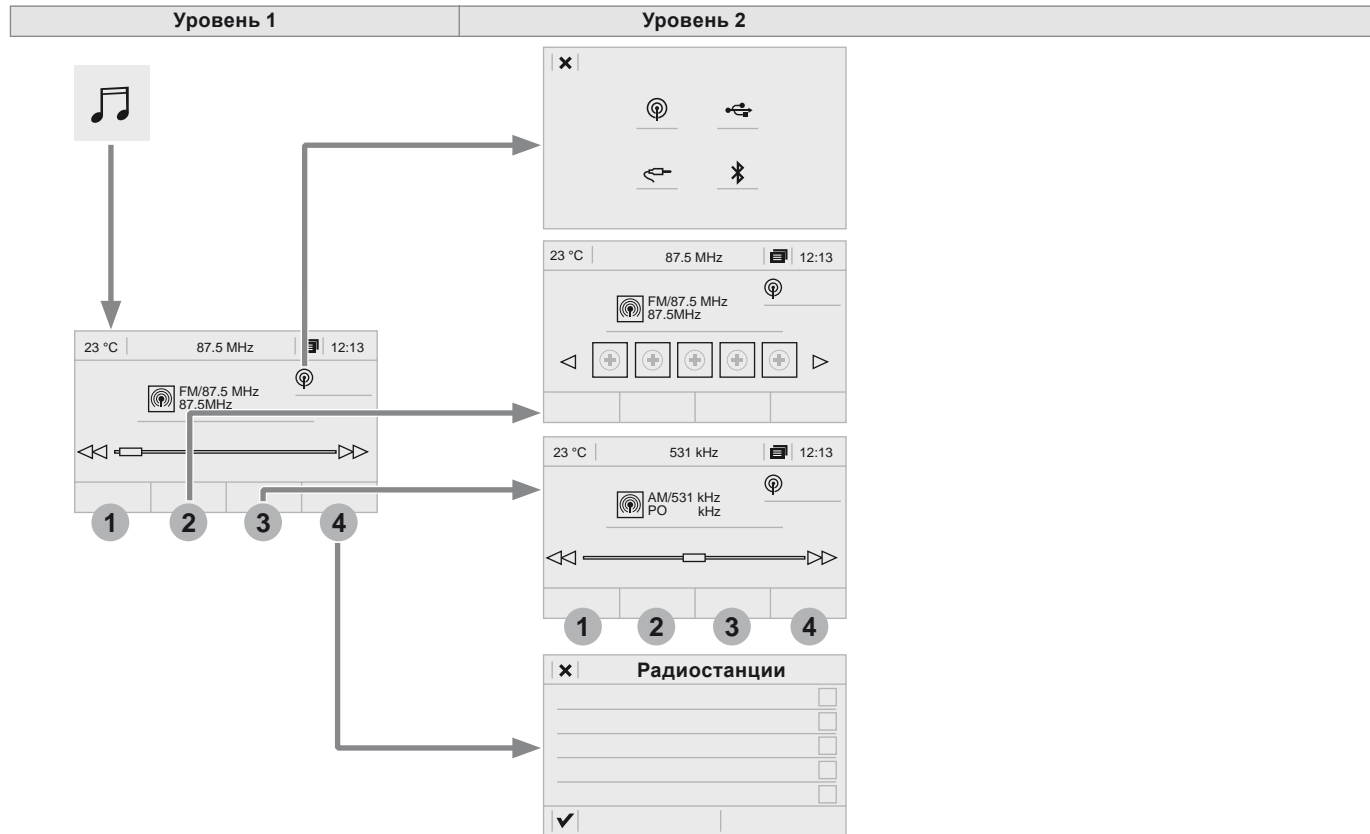 Уровень 1
Уровень 2
23 °C 87.5 MHz 12:13
FM/87.5 MHz
87.5MHz
1 2 3 4
23 °C 87.5 MHz 12:13
FM/87.5 MHz
87.5MHz
23 °C 531 kHz 12:13
AM/531 kHz
РО kHz
1 2 3 4
Радиостанции